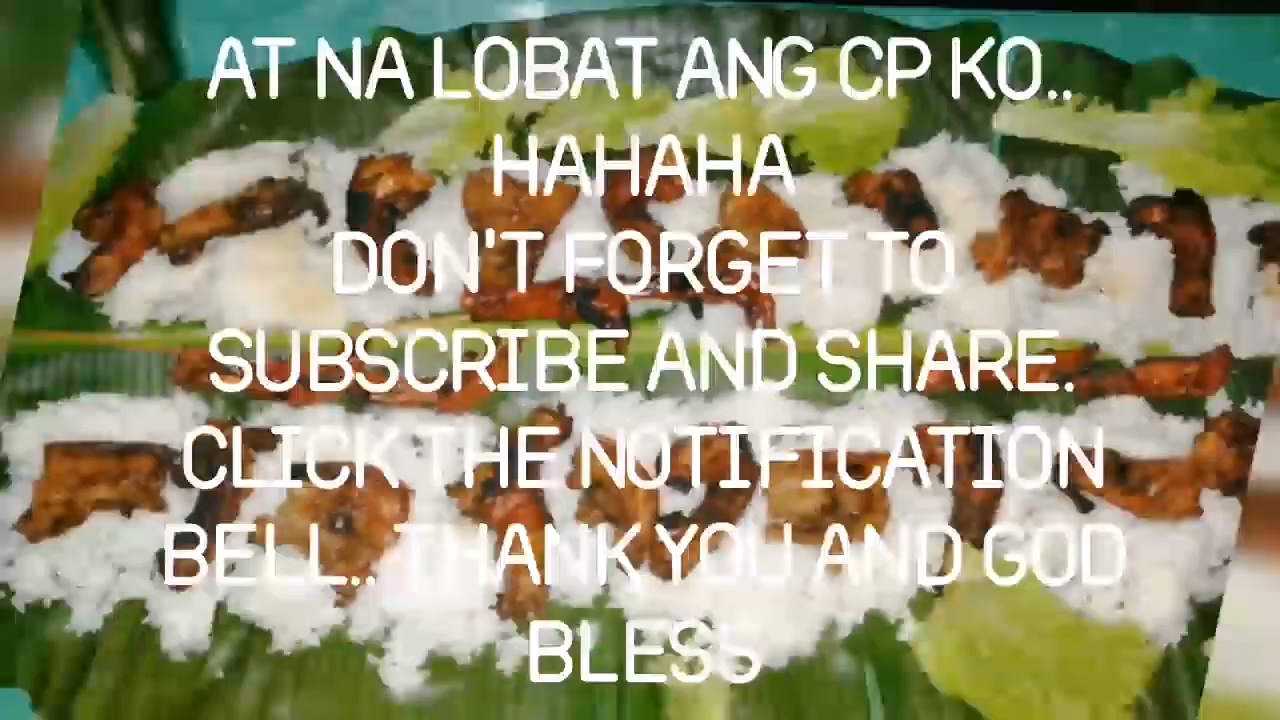 AT NA LOBAT ANG CP KO..
HAHAHA
DON'T FORGET TO
SUBSCRIBE AND SHARE.
CLICK THE NOTIFICATION
BELL.. THANK YOU AND GOD
BLESS